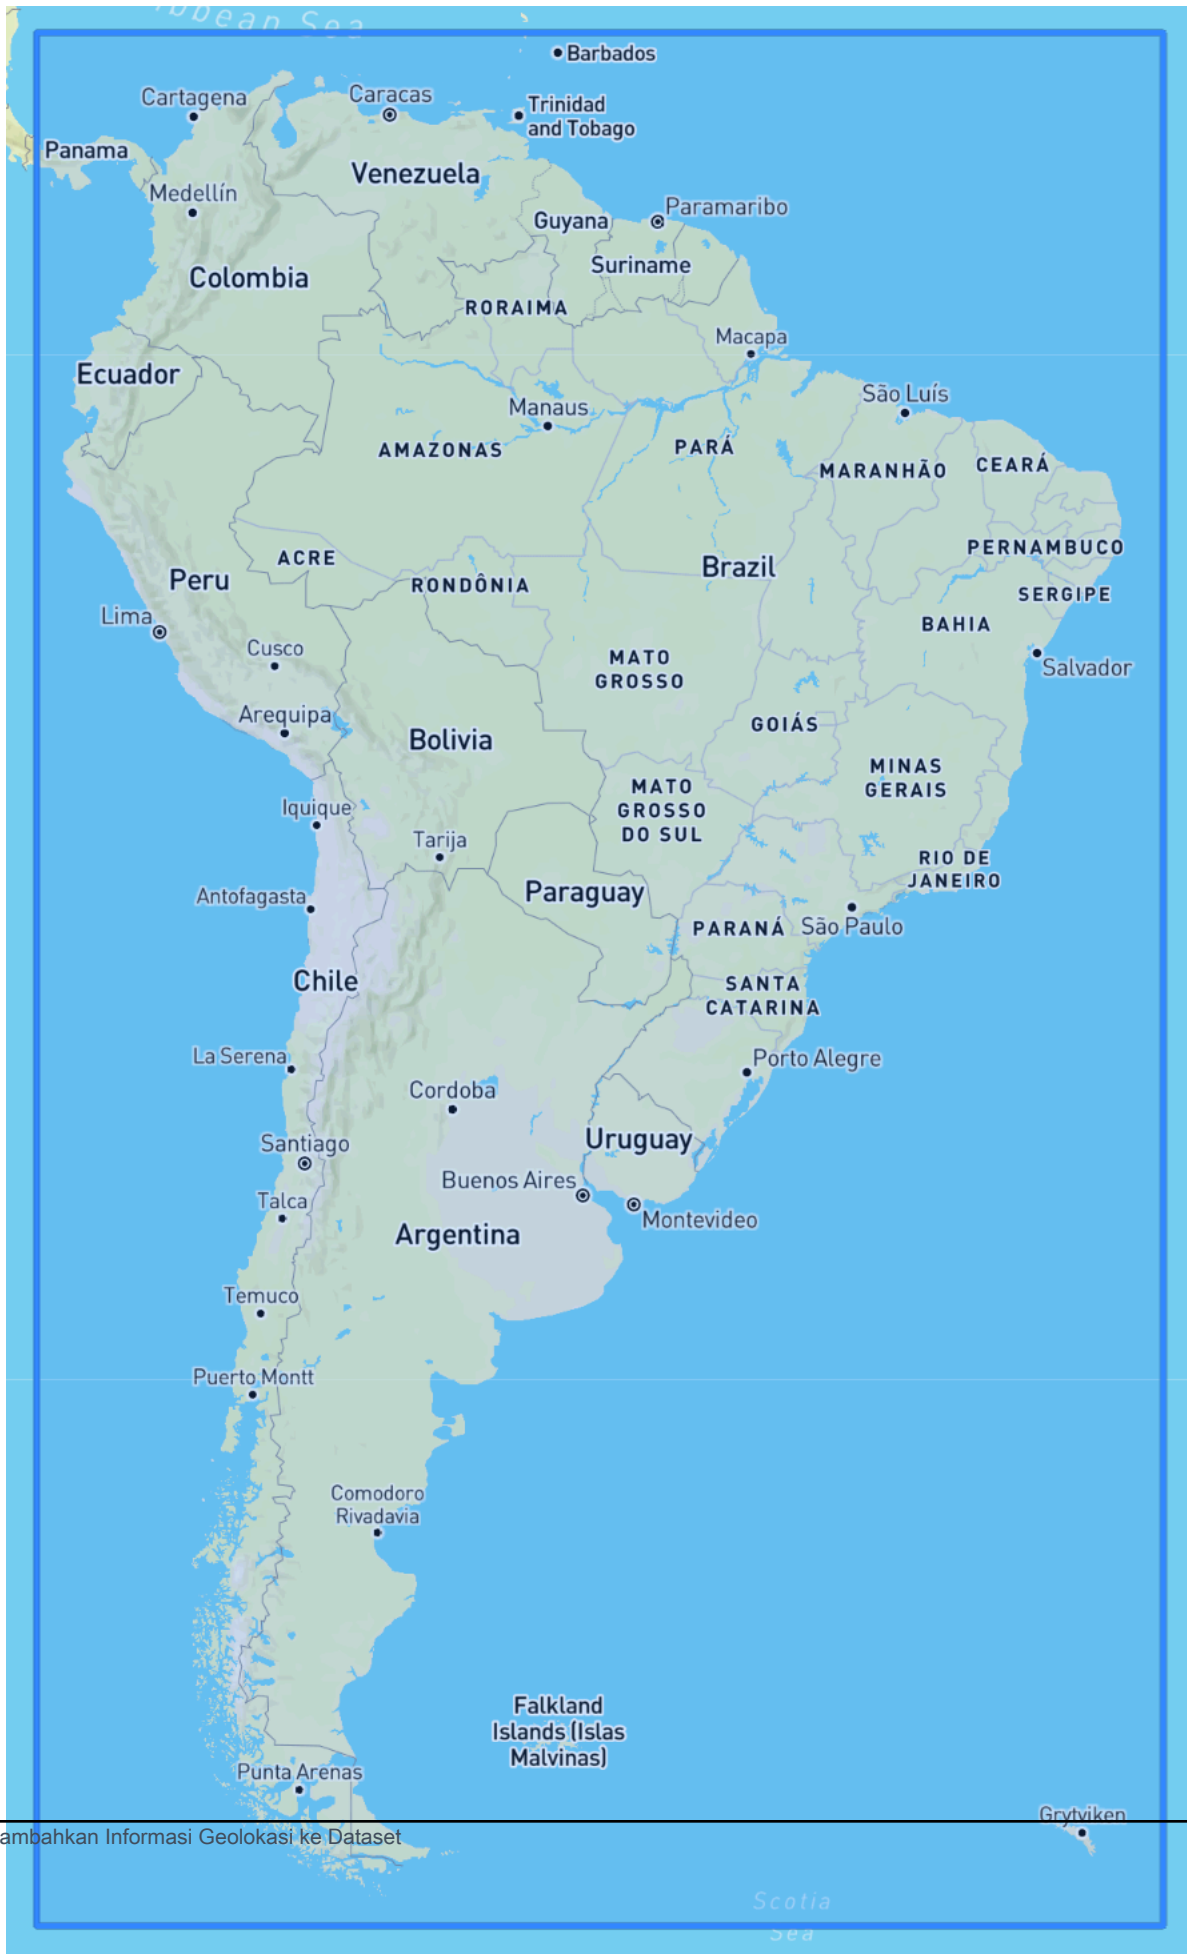 bbean Sea
Barbados
Cartagena
Caracas
Trinidad
and Tobago
Panama
Venezuela
Medellín
Paramaribo
Guyana
Suriname
Colombia
RORAIMA
Macapa
Ecuador
São Luís
Manaus
AMAZONAS
PARÁ
MARANHÃO
CEARÁ
PERNAMBUCO
ACRE
Brazil
Peru
RONDÔNIA
SERGIPE
Lima
BAHIA
Cusco
MATO
GROSSO
Salvador
Arequipa
GOIÁS
Bolivia
MINAS
GERAIS
MATO
GROSSO
DO SUL
Iquique
Tarija
RIO DE
JANEIRO
Antofagasta
Paraguay
PARANÁ
São Paulo
Chile
SANTA
CATARINA
La Serena
Porto Alegre
Cordoba
Santiago
Uruguay
Buenos Aires
Talca
Montevideo
Argentina
Temuco
Puerto Montt
Comodoro
Rivadavia
Falkland
Islands (Islas
Malvinas)
Punta Arenas
Grytviken
ambahkan Informasi Geolokasi ke Dataset
Scotia
Sea